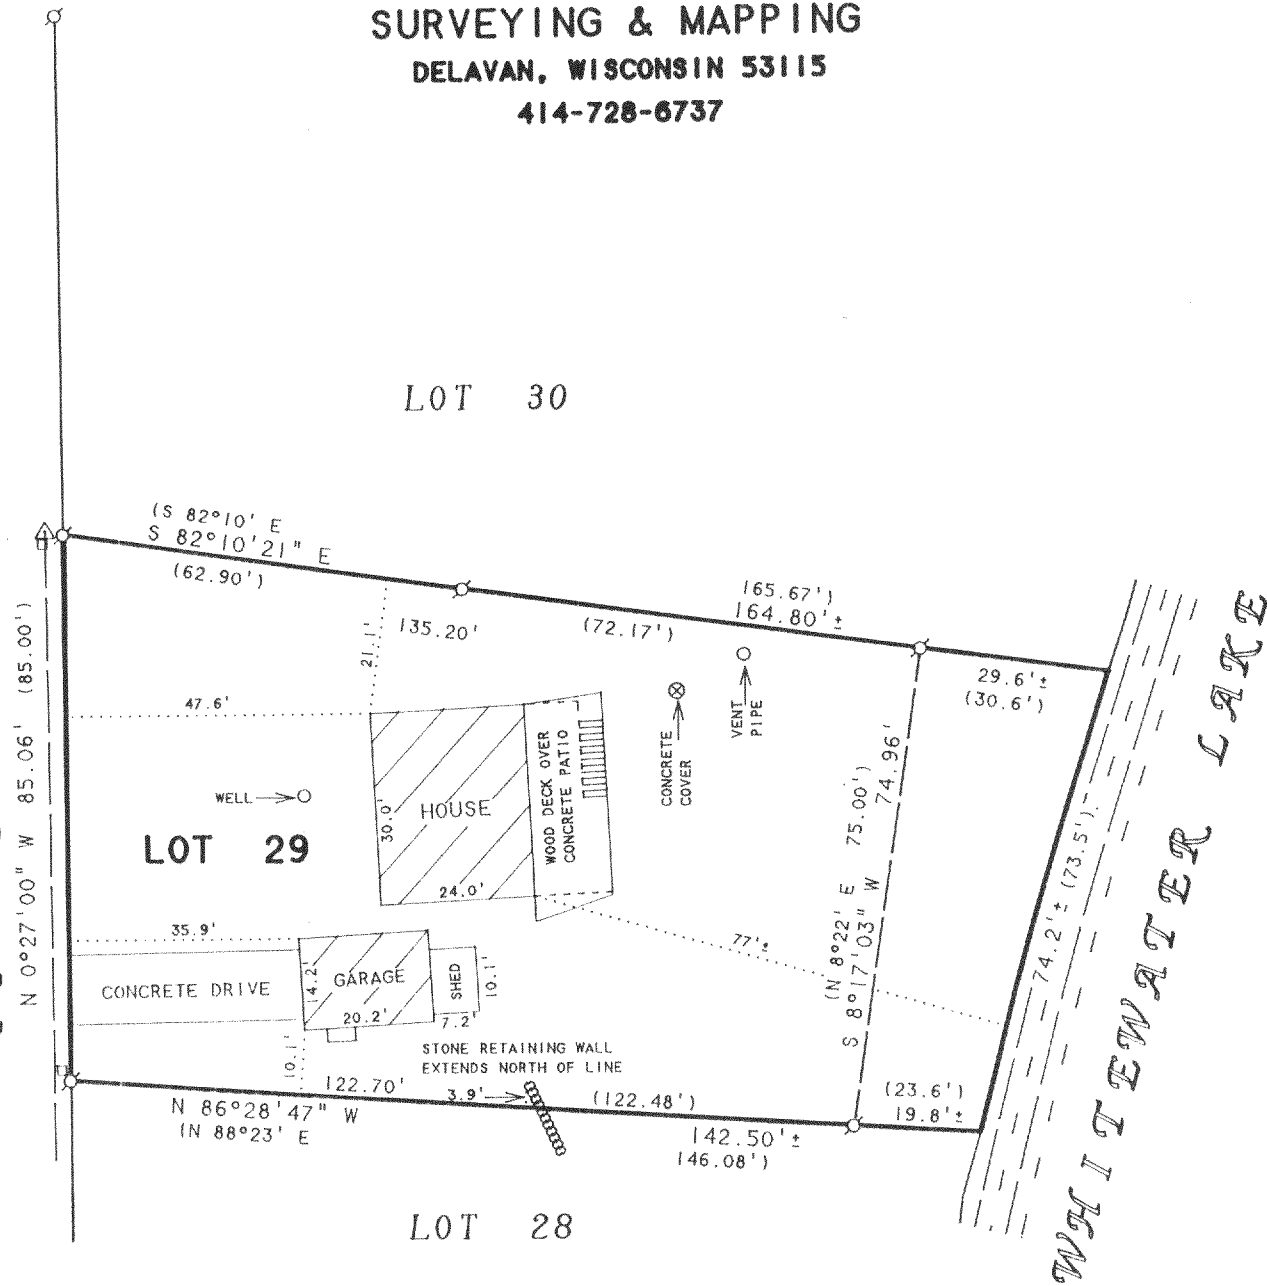 SURVEYING & MAPPING
DELAVAN, WISCONSIN 53115
414-728-6737
LOT 30
(S 82°10' E
S 82°10'21" E
(62.90')
135.20'
(72.17')
165.67')
164.80'±
29.6'±
(30.6')
21.1'
47.6'
N 0°27'00" W 85.06' (85.00')
WELL
LOT 29
HOUSE
30.0'
24.0'
WOOD DECK OVER
CONCRETE PATIO
CONCRETE
COVER
VENT
PIPE
(N 8°22' E 75.00')
S 8°17'03" W 74.96'
74.2'± (73.5')
77'±
WHITEWATER LAKE
35.9'
CONCRETE DRIVE
14.2'
GARAGE
20.2'
SHED
10.1'
7.2'
10.1'
STONE RETAINING WALL
EXTENDS NORTH OF LINE
3.9'
122.70'
(122.48')
(23.6')
19.8'±
N 86°28'47" W
(N 88°23' E
142.50'±
146.08')
LOT 28